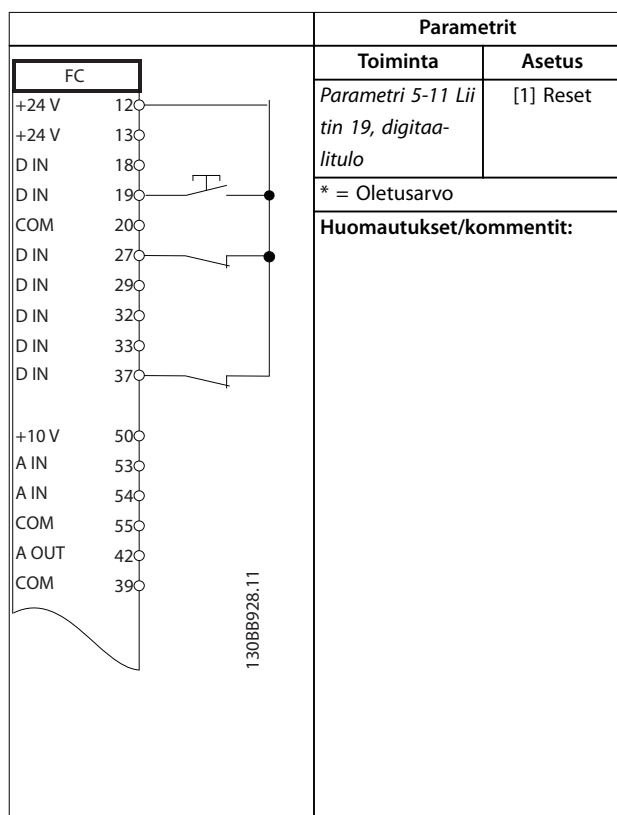 Parametrit
Toiminta Asetus
Parametri 5-11 Lii
tin 19, digitaa-
litulo
[1] Reset
* = Oletusarvo
Huomautukset/kommentit:
FC
+24 V 12
+24 V 13
D IN 18
D IN 19
COM 20
D IN 27
D IN 29
D IN 32
D IN 33
D IN 37
+10 V 50
A IN 53
A IN 54
COM 55
A OUT 42
COM 39
130BB928.11